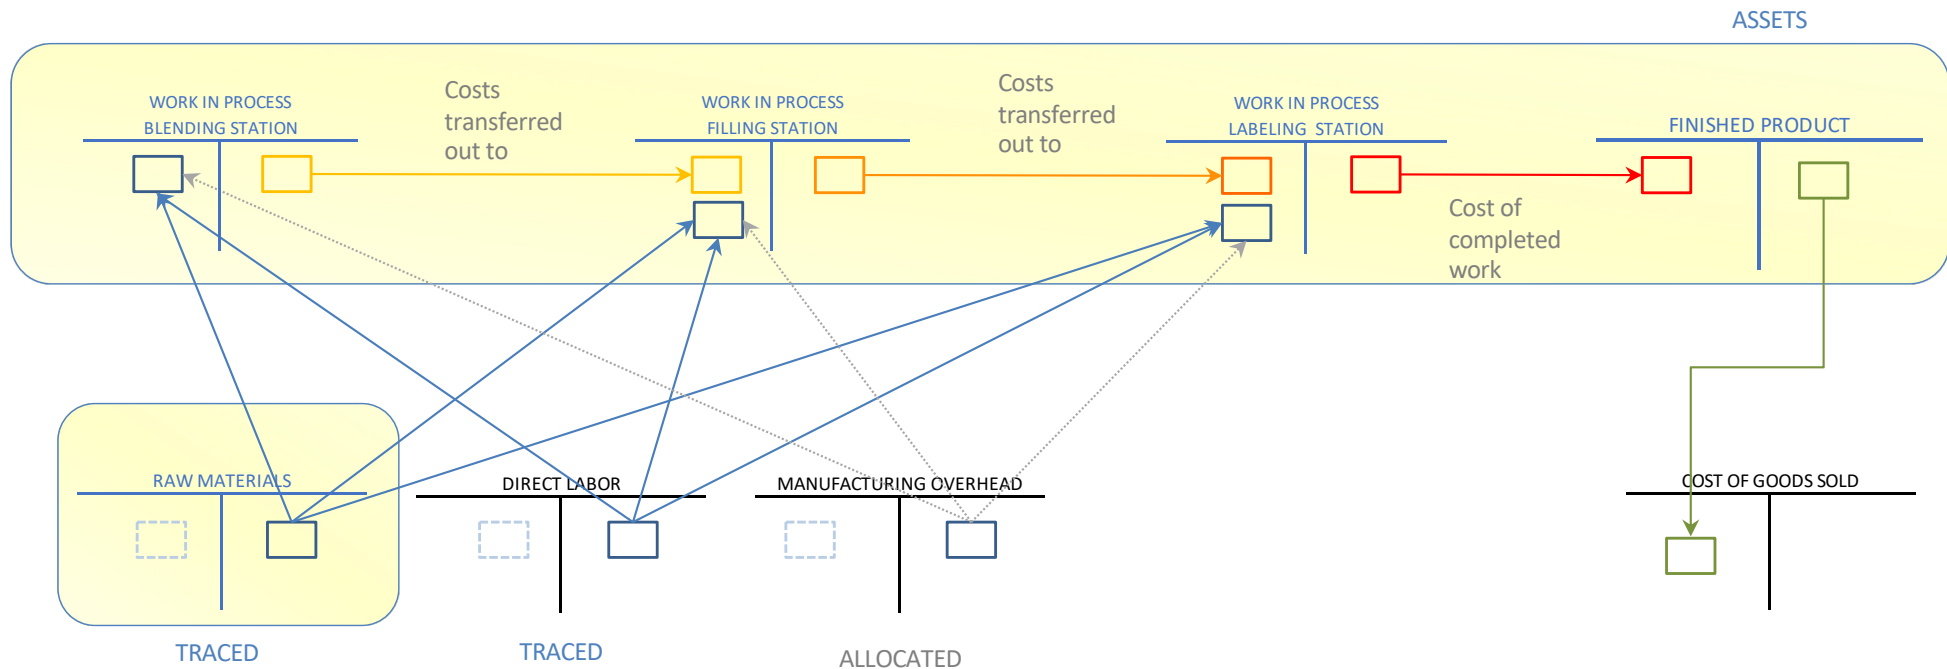 ASSETS
WORK IN PROCESS
BLENDING STATION
Costs
transferred
out to
WORK IN PROCESS
FILLING STATION
Costs
transferred
out to
WORK IN PROCESS
LABELING STATION
FINISHED PRODUCT
Cost of
completed
work
RAW MATERIALS
DIRECT LABOR
MANUFACTURING OVERHEAD
COST OF GOODS SOLD
TRACED
TRACED
ALLOCATED